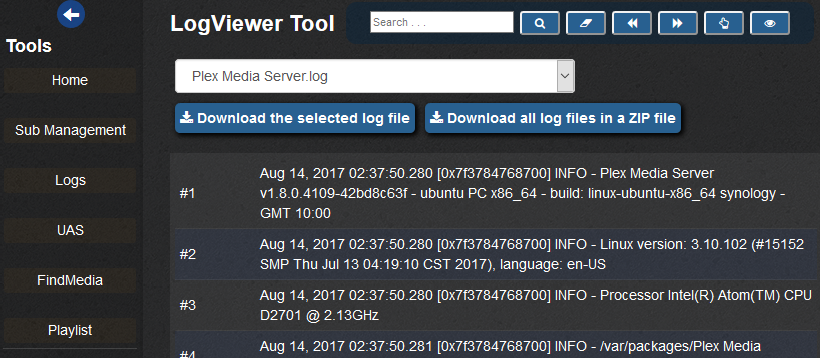 Tools
Home
Sub Management
Logs
UAS
FindMedia
Playlist
LogViewer Tool
Search . . .
Plex Media Server.log
Download the selected log file
Download all log files in a ZIP file
#1
Aug 14, 2017 02:37:50.280 [0x7f3784768700] INFO - Plex Media Server
v1.8.0.4109-42bd8c63f - ubuntu PC x86_64 - build: linux-ubuntu-x86_64 synology -
GMT 10:00
#2
Aug 14, 2017 02:37:50.280 [0x7f3784768700] INFO - Linux version: 3.10.102 (#15152
SMP Thu Jul 13 04:19:10 CST 2017), language: en-US
#3
Aug 14, 2017 02:37:50.280 [0x7f3784768700] INFO - Processor Intel(R) Atom(TM) CPU
D2701 @ 2.13GHz
#4
Aug 14, 2017 02:37:50.281 [0x7f3784768700] INFO - /var/packages/Plex Media